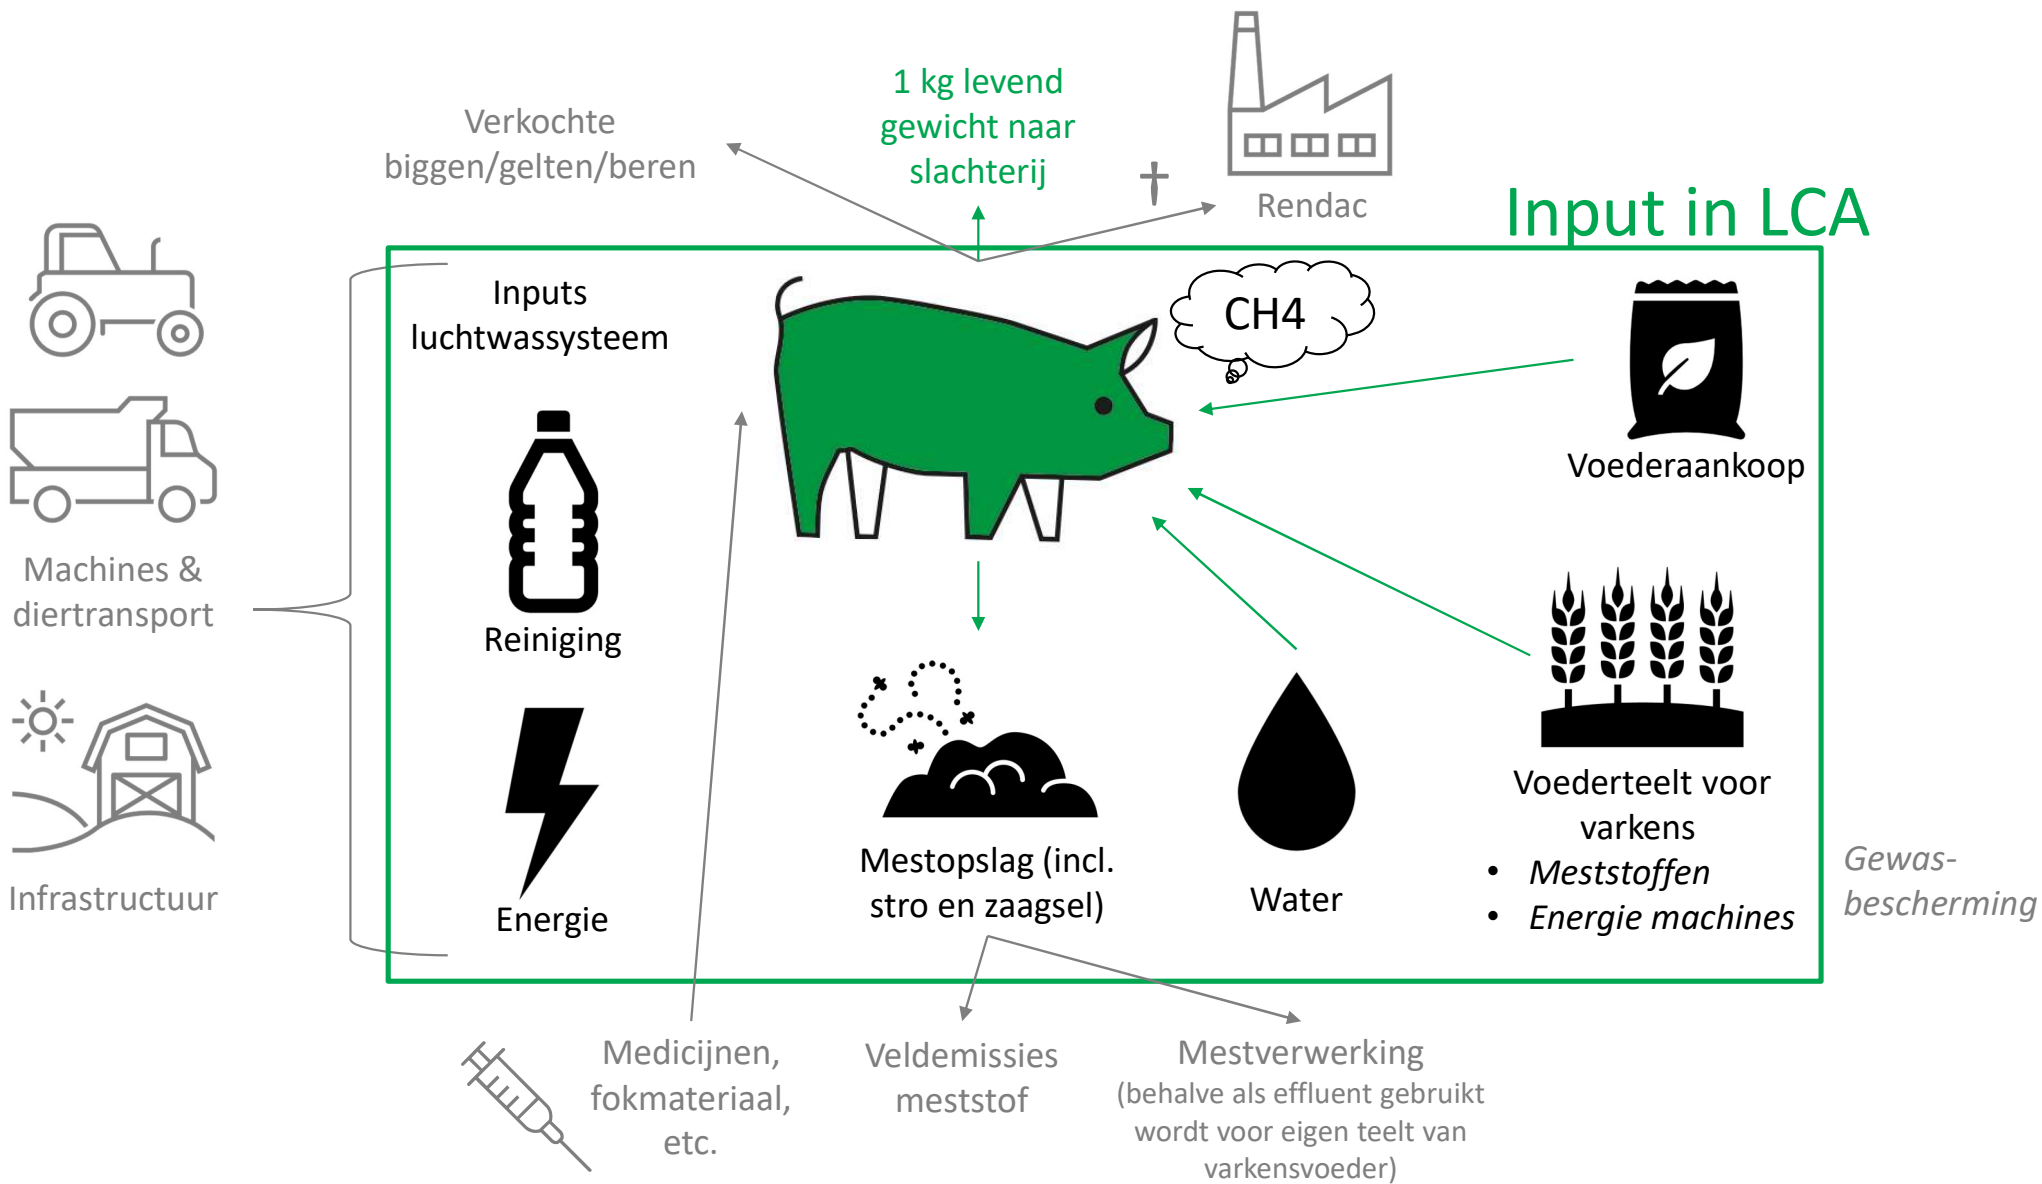 1 kg levend
gewicht naar
slachterij
Verkochte
biggen/gelten/beren
Rendac
Input in LCA
Inputs
luchtwassysteem
CH4
Voederaankoop
Machines &
diertransport
Reiniging
Voederteelt voor
varkens
• Meststoffen
• Energie machines
Mestopslag (incl.
stro en zaagsel)
Water
Energie
Infrastructuur
Gewas-
bescherming
Medicijnen,
fokmateriaal,
etc.
Veldemissies
meststof
Mestverwerking
(behalve als effluent gebruikt
wordt voor eigen teelt van
varkensvoeder)